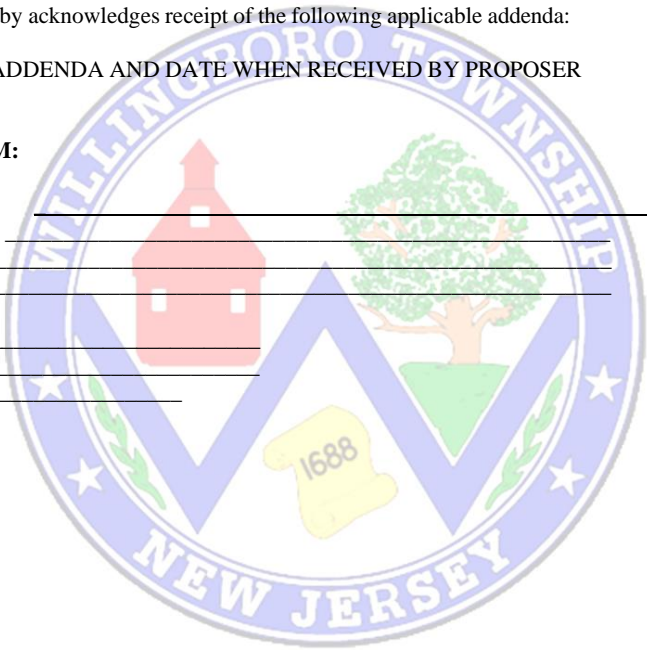 by acknowledges receipt of the following applicable addenda:
ADDENDA AND DATE WHEN RECEIVED BY PROPOSER
M:
WILLINGBORO TOWNSHIP
1688
NEW JERSEY